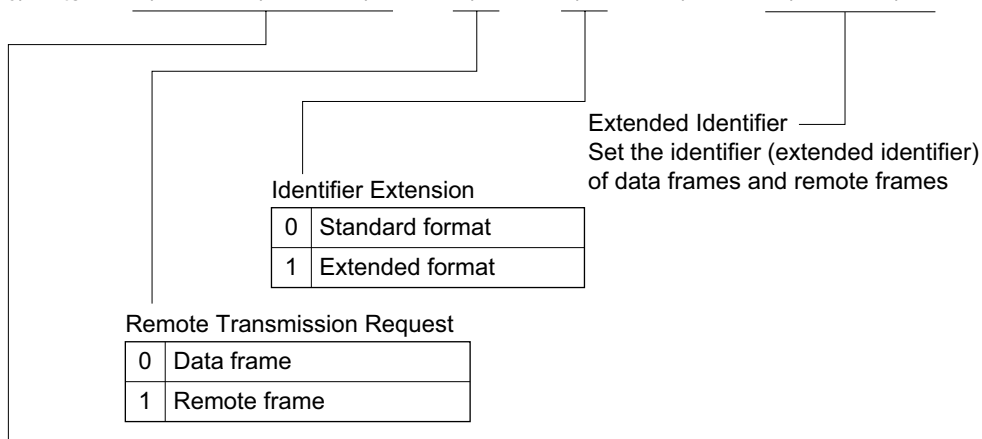 Extended Identifier
Set the identifier (extended identifier)
of data frames and remote frames
Identifier Extension
0 Standard format
1 Extended format
Remote Transmission Request
0 Data frame
1 Remote frame